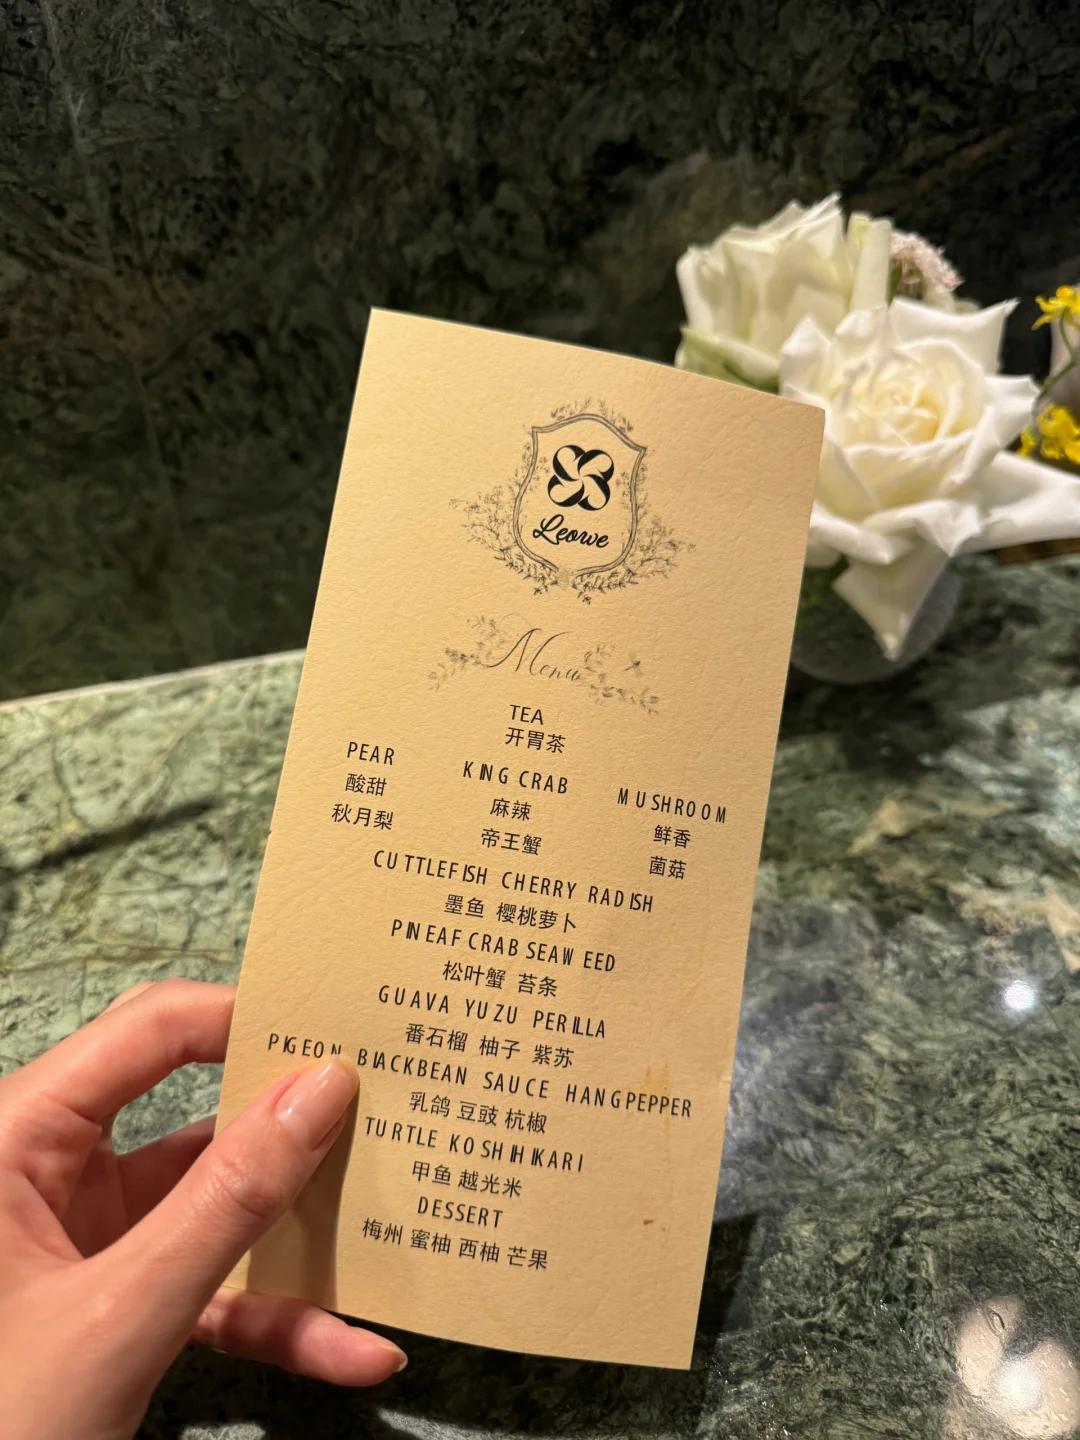 Leowe
Menu
TEA
开胃茶
PEAR
酸甜
秋月梨
KING CRAB
麻辣
帝王蟹
MUSHROOM
鲜香
菌菇
CUTTLEFISH CHERRY RADISH
墨鱼 樱桃萝卜
PINEAF CRAB SEAWEED
松叶蟹 苔条
GUAVA YUZU PERILLA
番石榴 柚子 紫苏
PIGEON BLACKBEAN SAUCE HANGPEPPER
乳鸽 豆豉 杭椒
TURTLE KOSHIHIKARI
甲鱼 越光米
DESSERT
梅州 蜜柚 西柚 芒果